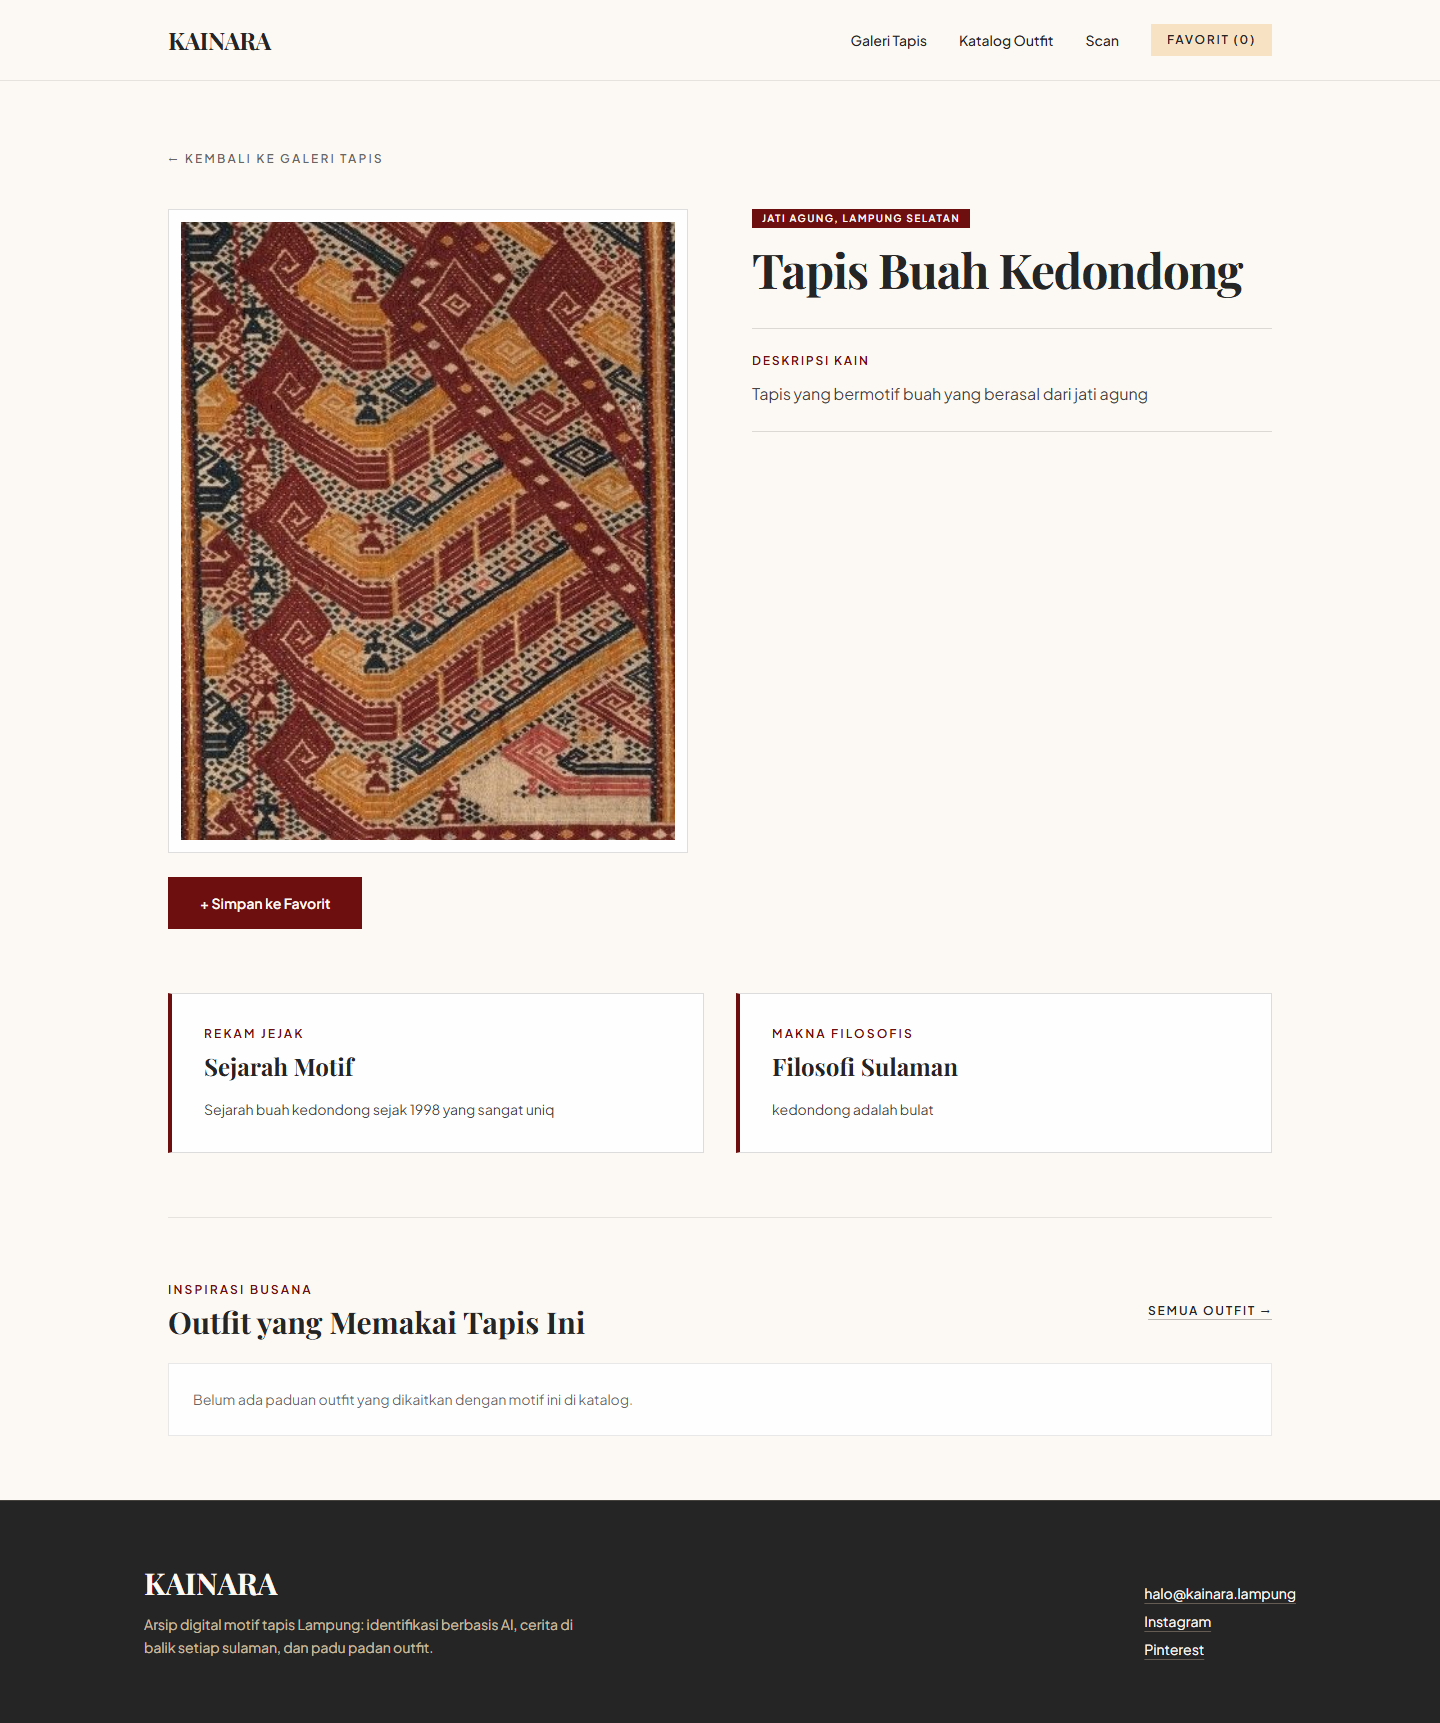 KAINARA
Galeri Tapis
Katalog Outfit
Scan
FAVORIT (0)
← KEMBALI KE GALERI TAPIS
JATI AGUNG, LAMPUNG SELATAN
Tapis Buah Kedondong
DESKRIPSI KAIN
Tapis yang bermotif buah yang berasal dari jati agung
+ Simpan ke Favorit
REKAM JEJAK
Sejarah Motif
Sejarah buah kedondong sejak 1998 yang sangat uniq
MAKNA FILOSOFIS
Filosofi Sulaman
kedondong adalah bulat
INSPIRASI BUSANA
Outfit yang Memakai Tapis Ini
SEMUA OUTFIT →
Belum ada paduan outfit yang dikaitkan dengan motif ini di katalog.
KAINARA
Arsip digital motif tapis Lampung: identifikasi berbasis AI, cerita di
balik setiap sulaman, dan padu padan outfit.
halo@kainara.lampung
Instagram
Pinterest